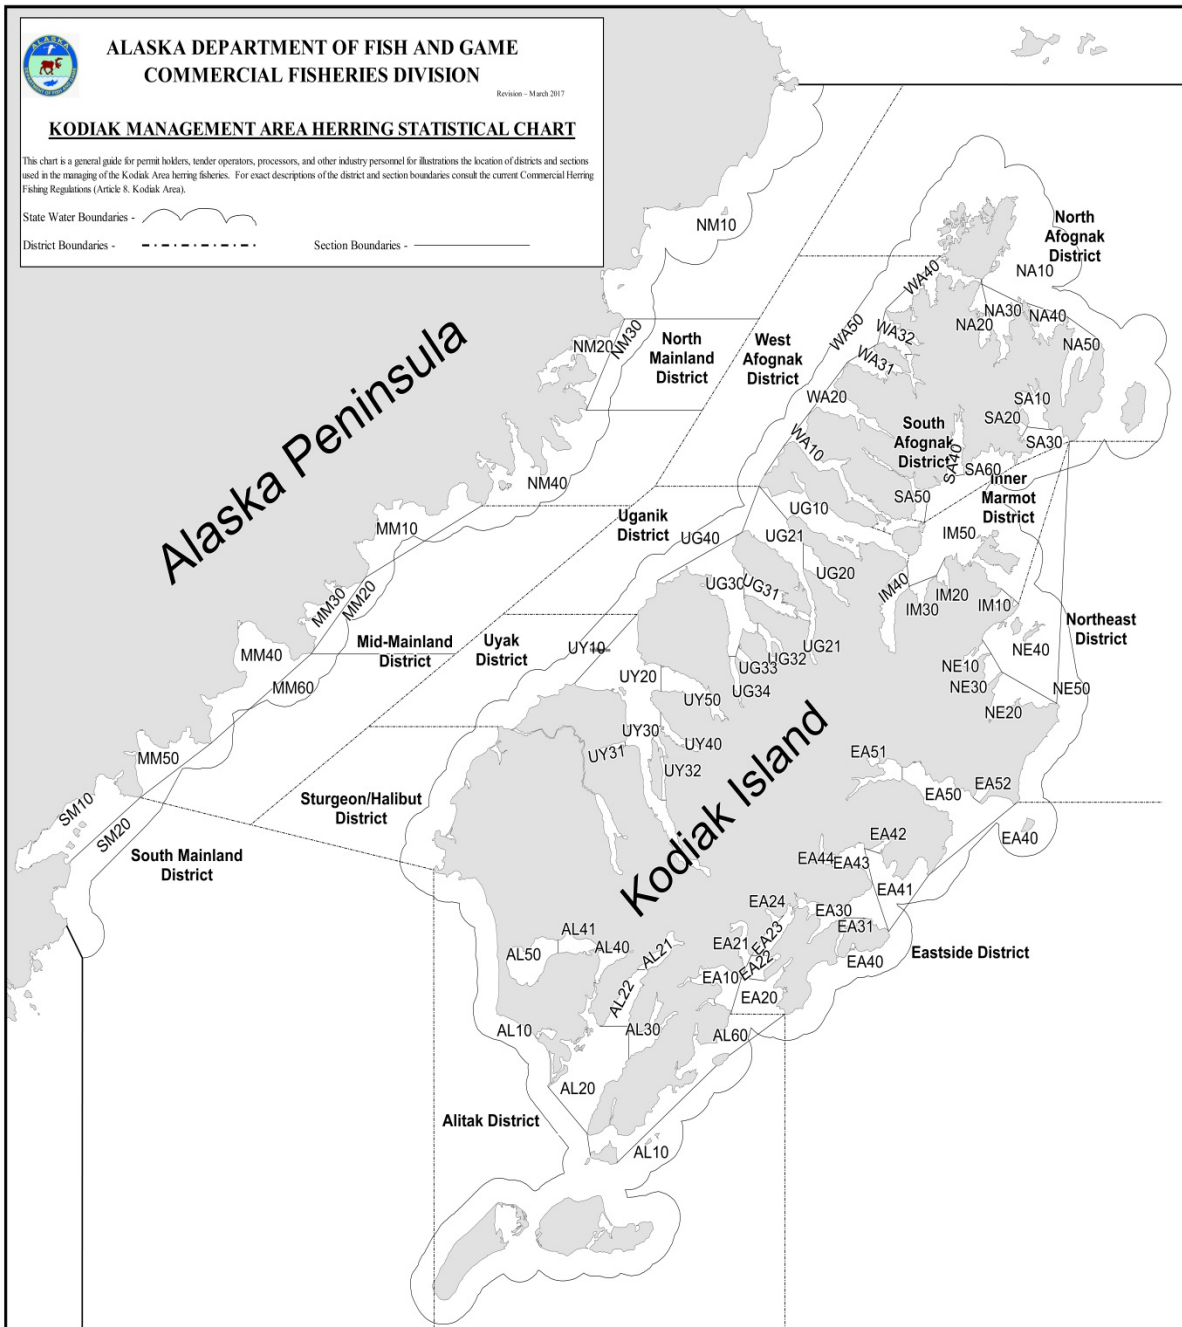 ALASKA DEPARTMENT OF FISH AND GAME
COMMERCIAL FISHERIES DIVISION
Revision – March 2017
KODIAK MANAGEMENT AREA HERRING STATISTICAL CHART
This chart is a general guide for permit holders, tender operators, processors, and other industry personnel for illustrations the location of districts and sections
used in the managing of the Kodiak Area herring fisheries. For exact descriptions of the district and section boundaries consult the current Commercial Herring
Fishing Regulations (Article 8. Kodiak Area).
State Water Boundaries -
District Boundaries -
Section Boundaries -
ALASKA
NM10
North
Afognak
District
NA10
WA40
NA30
NA20
NA40
NA50
WA50
WA32
WA31
NM20
NM30
North
Mainland
District
West
Afognak
District
Alaska Peninsula
WA20
WA10
SA10
SA20
SA30
South
Afognak
District
SA40
SA60
SA50
Inner
Marmot
District
NM40
UG10
Uganik
District
UG40
UG21
IM50
MM10
UG20
UG30
UG31
IM40
IM20
IM30
IM10
MM30
MM20
Northeast
District
MM40
Mid-Mainland
District
Uyak
District
UY10
UG21
UG32
UG33
UG34
NE40
NE10
NE30
NE50
NE20
MM60
UY20
UY50
UY30
UY31
UY40
UY32
MM50
Kodiak Island
EA51
EA50
EA52
SM10
SM20
South Mainland
District
Sturgeon/Halibut
District
EA40
EA42
EA44
EA43
EA41
EA24
EA30
EA31
EA23
EA21
EA22
EA40
Eastside District
AL41
AL50
AL40
AL21
EA10
EA20
AL22
AL10
AL30
AL60
AL20
Alitak District
AL10